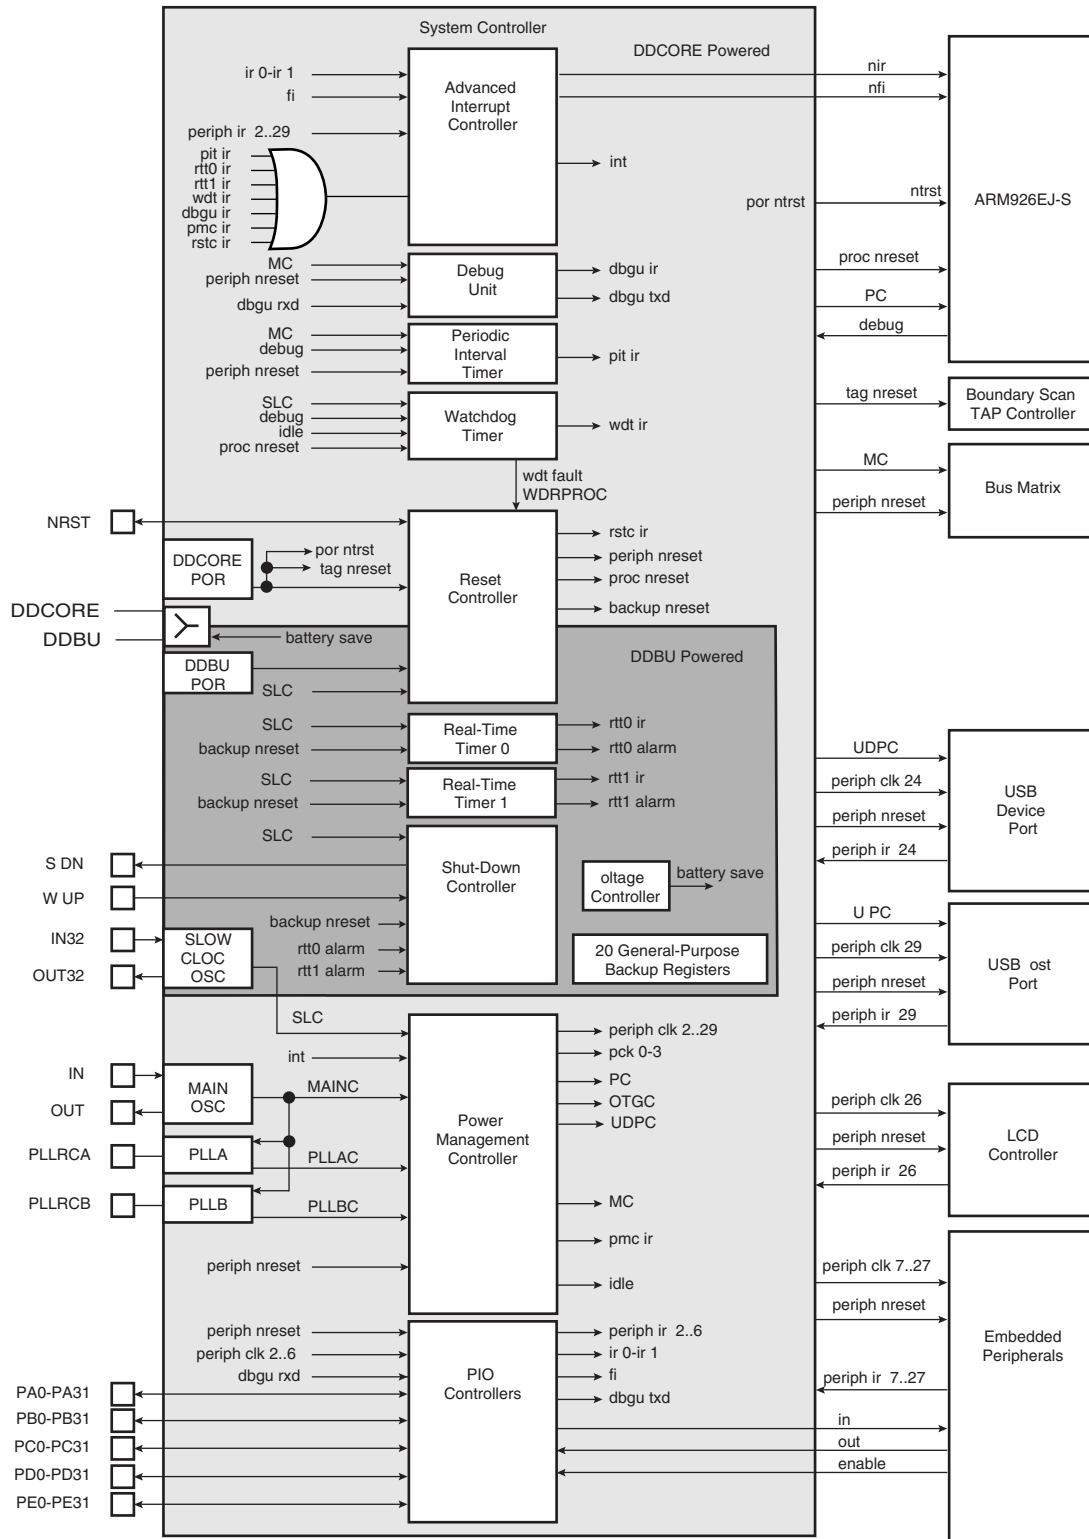 System Controller
DDCORE Powered
ir 0-ir 1
fi
periph ir 2..29
pit ir
rtt0 ir
rtt1 ir
wdt ir
dbgu ir
pmc ir
rstc ir
Advanced
Interrupt
Controller
int
nir
nfi
por ntrst
ntrst
ARM926EJ-S
proc nreset
PC
debug
MC
periph nreset
dbgu rxd
Debug
Unit
dbgu ir
dbgu txd
MC
debug
periph nreset
Periodic
Interval
Timer
pit ir
SLC
debug
idle
proc nreset
Watchdog
Timer
wdt ir
wdt fault
WDRPROC
tag nreset
Boundary Scan
TAP Controller
MC
periph nreset
Bus Matrix
NRST
DDCORE
POR
por ntrst
tag nreset
Reset
Controller
rstc ir
periph nreset
proc nreset
backup nreset
DDCORE
DDBU
battery save
DDBU Powered
DDBU
POR
SLC
SLC
backup nreset
Real-Time
Timer 0
rtt0 ir
rtt0 alarm
SLC
backup nreset
Real-Time
Timer 1
rtt1 ir
rtt1 alarm
SLC
Shut-Down
Controller
backup nreset
rtt0 alarm
rtt1 alarm
oltage
Controller
battery save
20 General-Purpose
Backup Registers
S DN
W UP
IN32
OUT32
SLOW
CLOC
OSC
SLC
UDPC
periph clk 24
periph nreset
periph ir 24
USB
Device
Port
U PC
periph clk 29
periph nreset
periph ir 29
USB ost
Port
int
IN
OUT
MAIN
OSC
MAINC
PLLRCA
PLLA
PLLAC
PLLRCB
PLLB
PLLBC
periph nreset
Power
Management
Controller
periph clk 2..29
pck 0-3
PC
OTGC
UDPC
MC
pmc ir
idle
periph clk 26
periph nreset
periph ir 26
LCD
Controller
periph clk 7..27
periph nreset
periph ir 7..27
in
out
enable
Embedded
Peripherals
periph nreset
periph clk 2..6
dbgu rxd
PIO
Controllers
periph ir 2..6
ir 0-ir 1
fi
dbgu txd
PA0-PA31
PB0-PB31
PC0-PC31
PD0-PD31
PE0-PE31